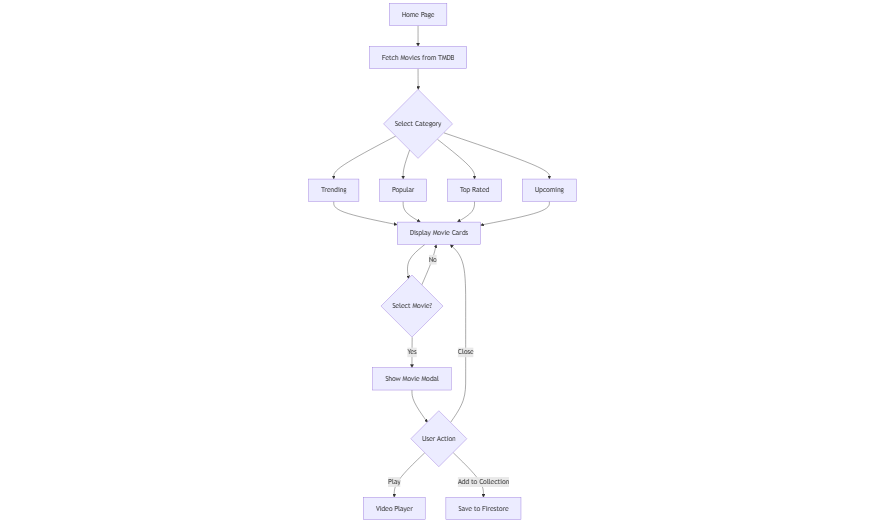 Home Page
Fetch Movies from TMDB
Select Category
Trending
Popular
Top Rated
Upcoming
Display Movie Cards
No
Select Movie?
Yes
Close
Show Movie Modal
User Action
Play
Add to Collection
Video Player
Save to Firestore